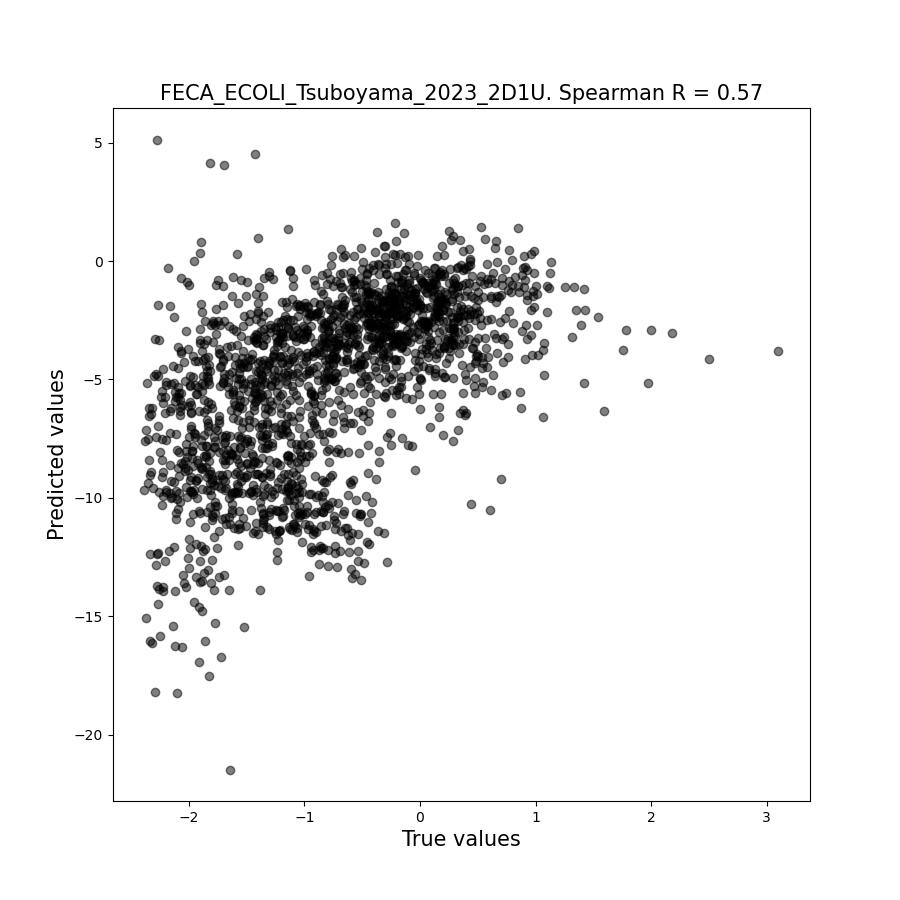 FECA_ECOLI_Tsuboyama_2023_2D1U. Spearman R = 0.57
5
0
−5
−10
−15
−20
Predicted values
−2 −1 0 1 2 3
True values